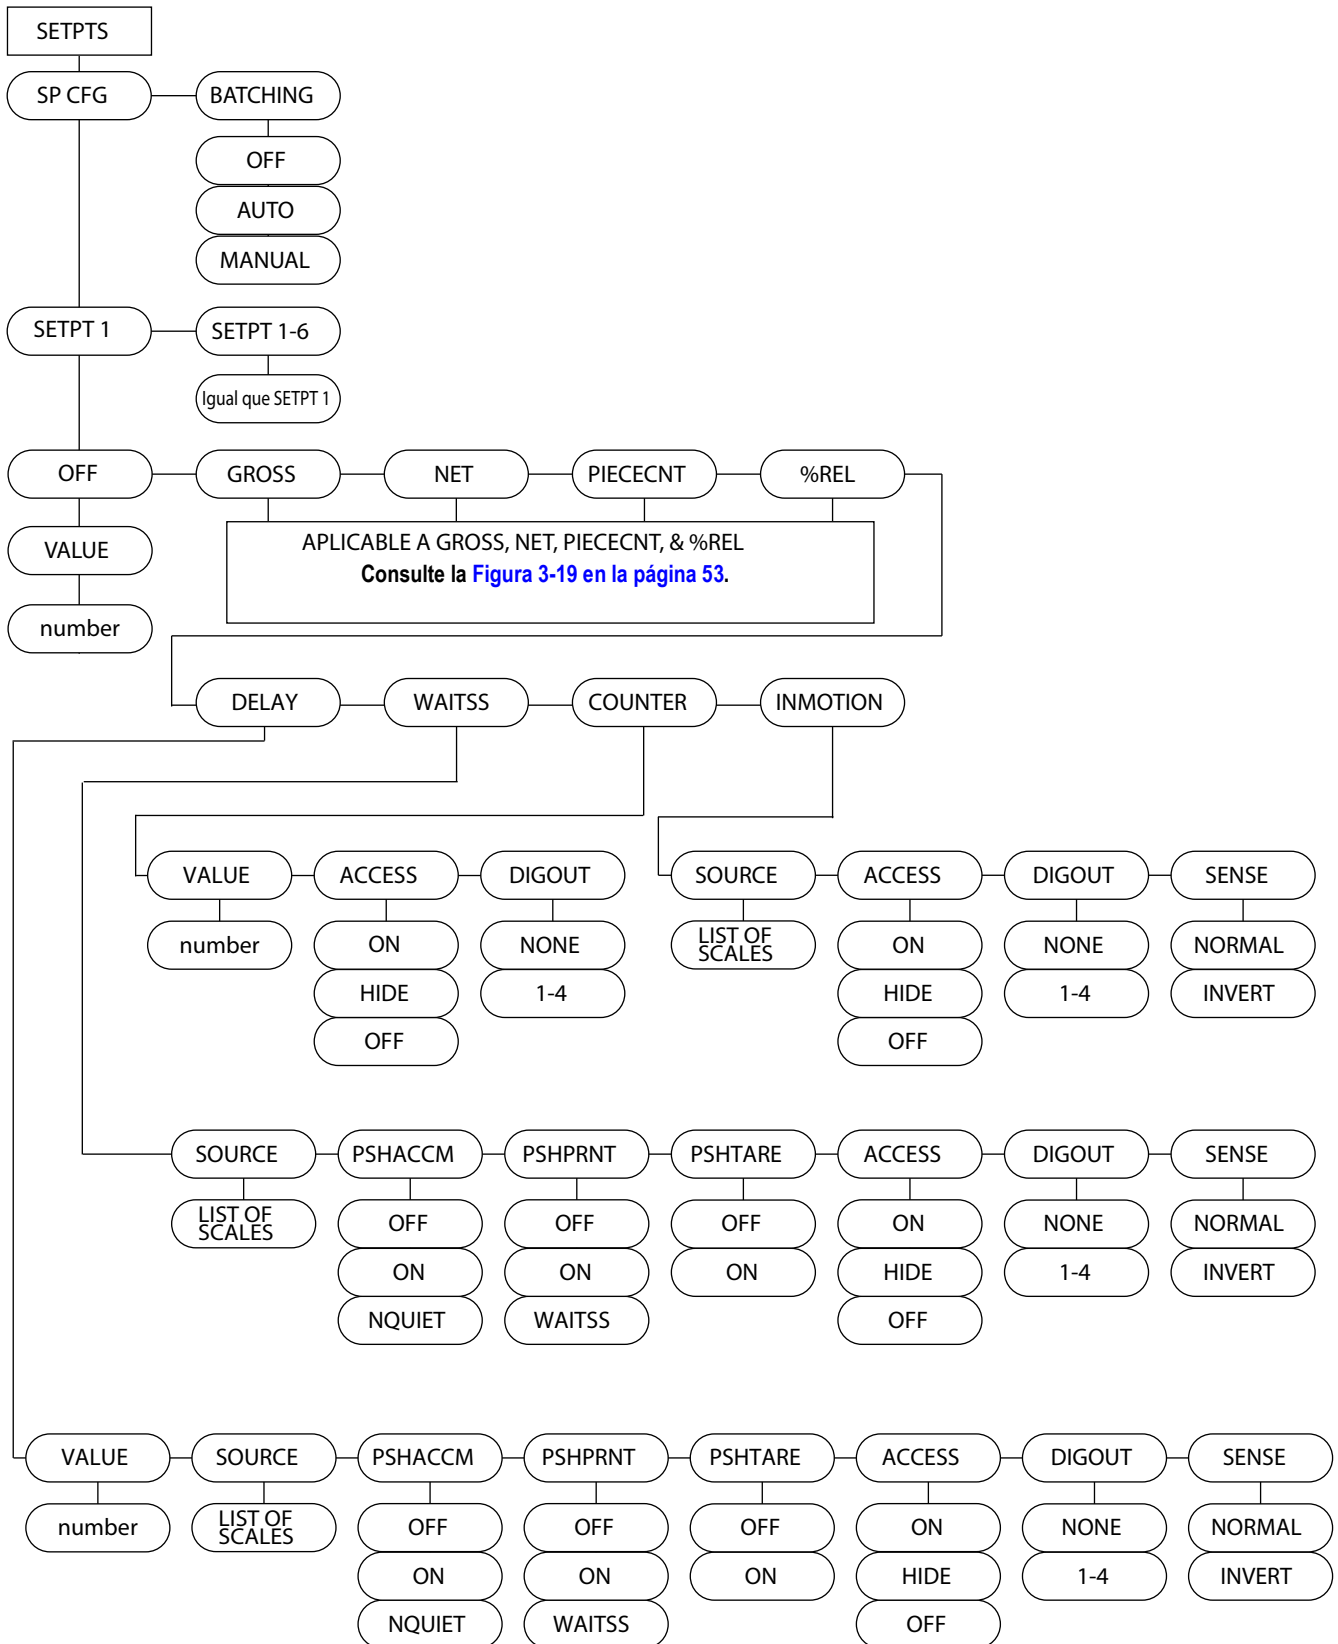 SETPTS
SP CFG
BATCHING
OFF
AUTO
MANUAL
SETPT 1
SETPT 1-6
Igual que SETPT 1
OFF
GROSS
NET
PIECECNT
%REL
VALUE
number
APLICABLE A GROSS, NET, PIECECNT, & %REL
Consulte la Figura 3-19 en la página 53.
DELAY
WAITSS
COUNTER
INMOTION
VALUE
ACCESS
DIGOUT
number
ON
NONE
HIDE
1-4
OFF
SOURCE
ACCESS
DIGOUT
SENSE
LIST OF
SCALES
ON
NONE
NORMAL
HIDE
1-4
INVERT
OFF
SOURCE
PSHACCM
PSHPRNT
PSHTARE
ACCESS
DIGOUT
SENSE
LIST OF
SCALES
OFF
OFF
OFF
ON
NONE
NORMAL
ON
ON
ON
HIDE
1-4
INVERT
NQUIET
WAITSS
OFF
VALUE
SOURCE
PSHACCM
PSHPRNT
PSHTARE
ACCESS
DIGOUT
SENSE
number
LIST OF
SCALES
OFF
OFF
OFF
ON
NONE
NORMAL
ON
ON
ON
HIDE
1-4
INVERT
NQUIET
WAITSS
OFF